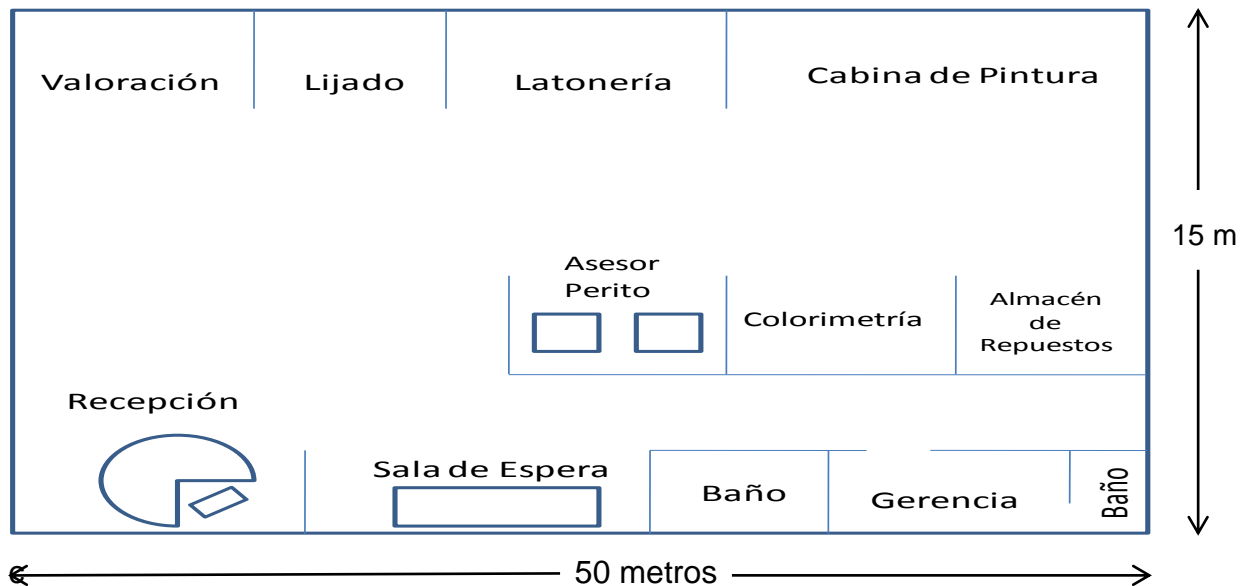 Valoración
Lijado
Latonería
Cabina de Pintura
15 m
Asesor
Perito
Colorimetría
Almacén
de
Repuestos
Recepción
Sala de Espera
Baño
Gerencia
Baño
50 metros